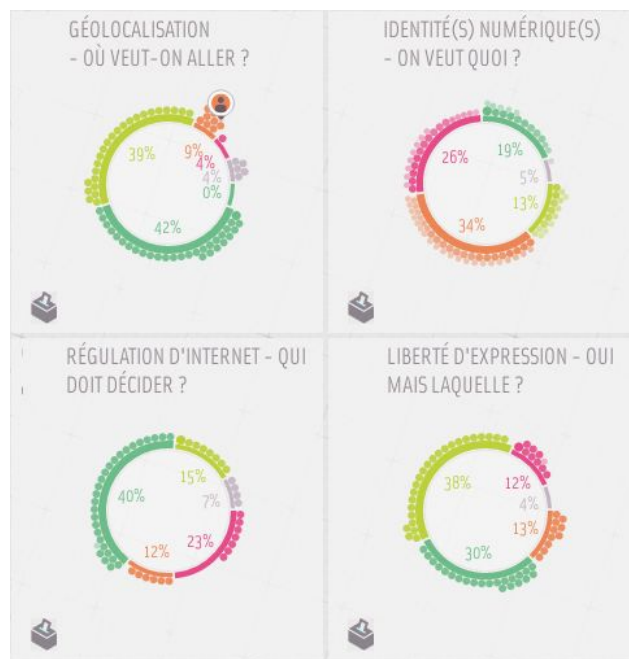 GÉOLOCALISATION
- OÙ VEUT-ON ALLER ?
39%
9%
4%
4%
0%
42%
IDENTITÉ(S) NUMÉRIQUE(S)
- ON VEUT QUOI ?
26%
19%
5%
13%
34%
RÉGULATION D'INTERNET - QUI
DOIT DÉCIDER ?
40%
15%
7%
23%
12%
LIBERTÉ D'EXPRESSION - OUI
MAIS LAQUELLE ?
38%
12%
4%
13%
30%